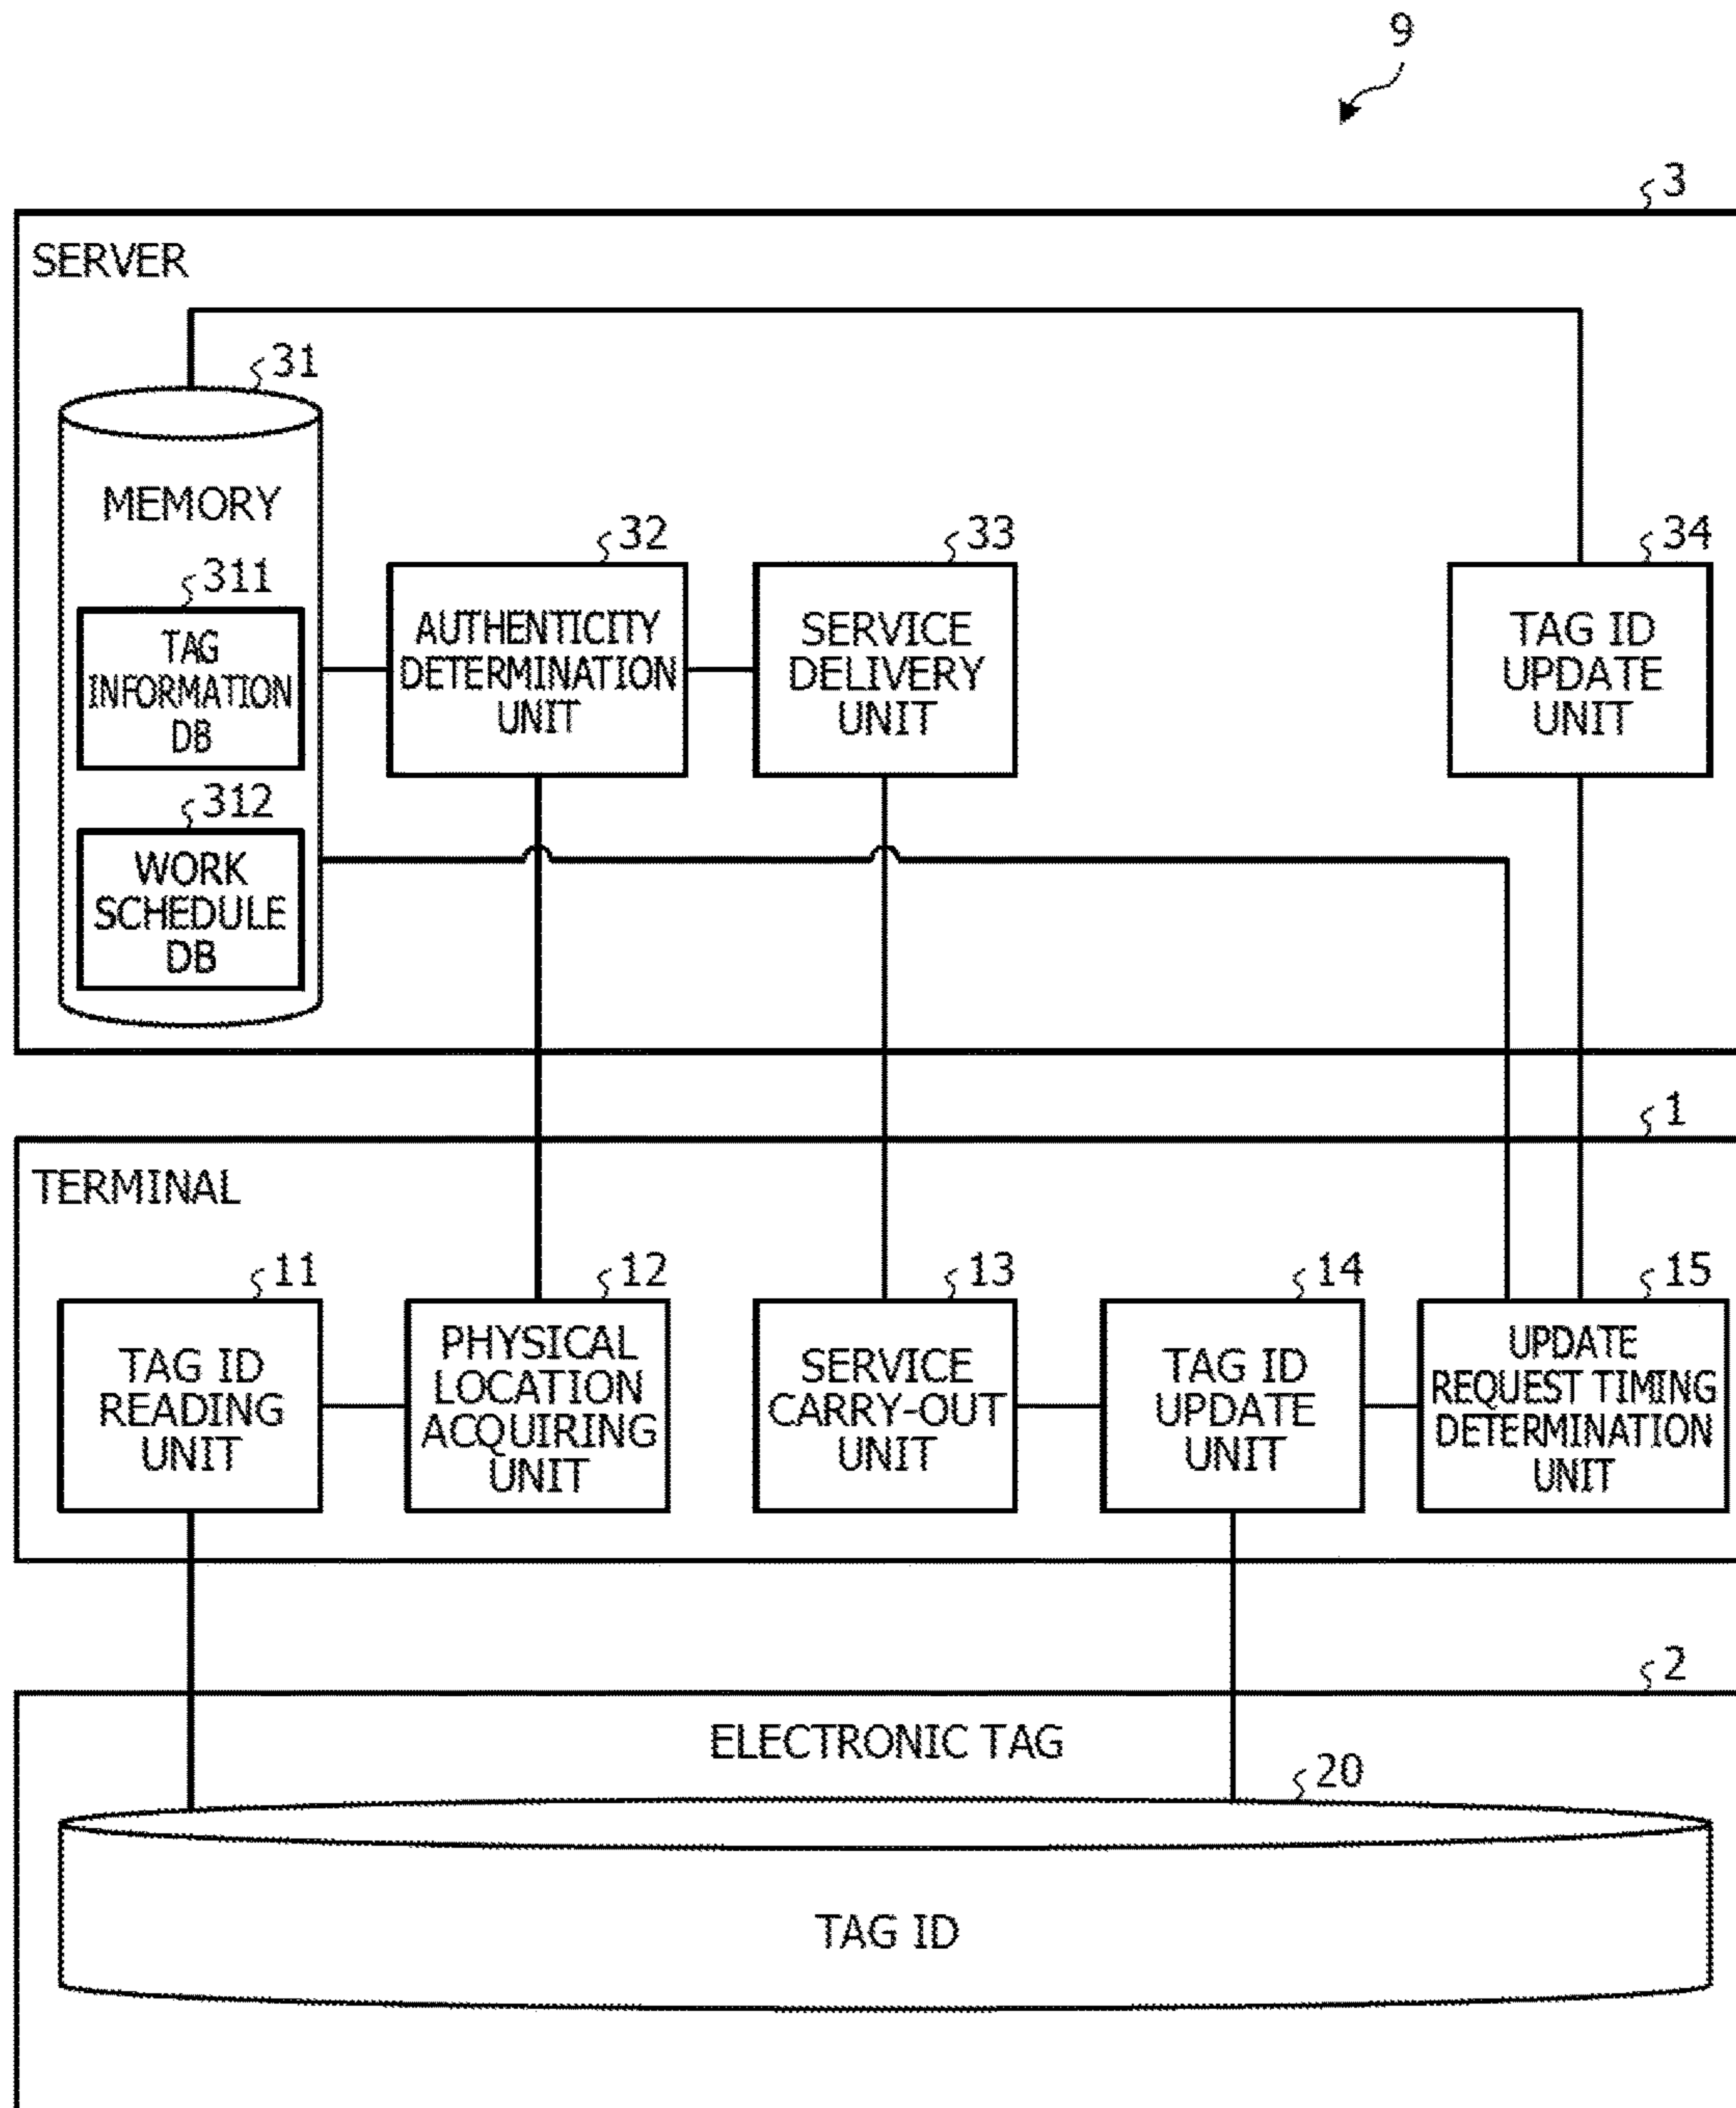 9
3
SERVER
31
MEMORY
311
TAG
INFORMATION
DB
312
WORK
SCHEDULE
DB
32
AUTHENTICITY
DETERMINATION
UNIT
33
SERVICE
DELIVERY
UNIT
34
TAG ID
UPDATE
UNIT
1
TERMINAL
11
TAG ID
READING
UNIT
12
PHYSICAL
LOCATION
ACQUIRING
UNIT
13
SERVICE
CARRY-OUT
UNIT
14
TAG ID
UPDATE
UNIT
15
UPDATE
REQUEST TIMING
DETERMINATION
UNIT
2
ELECTRONIC TAG
20
TAG ID